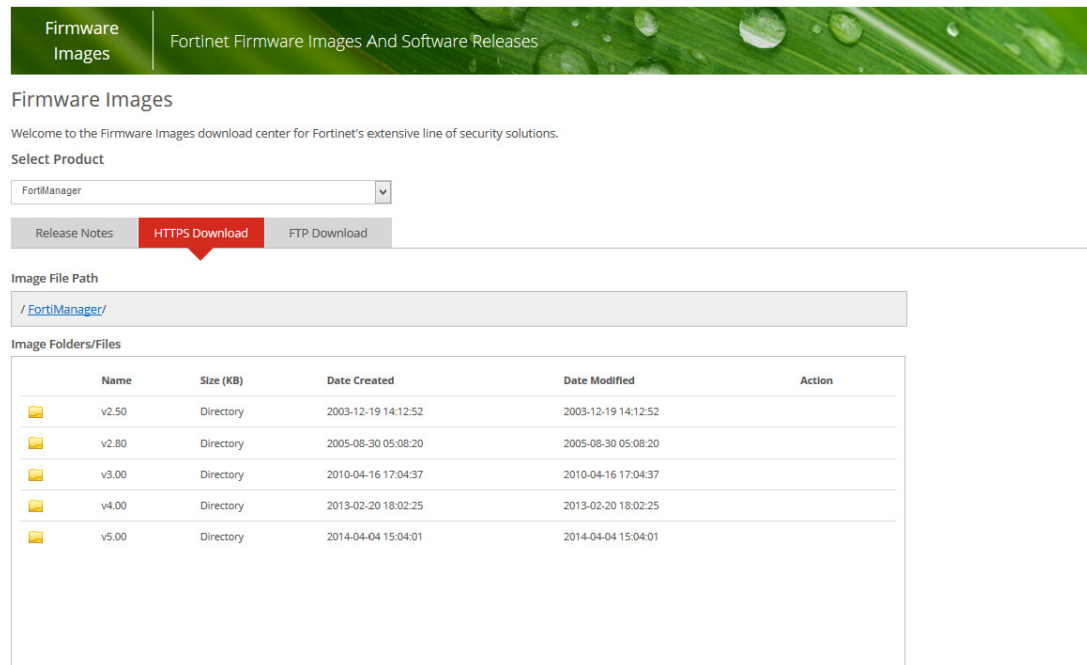 Firmware Images
Fortinet Firmware Images And Software Releases
Firmware Images
Welcome to the Firmware Images download center for Fortinet's extensive line of security solutions.
Select Product
FortiManager
Release Notes HTTPS Download FTP Download
Image File Path
/ FortiManager/
Image Folders/Files
Name Size (KB) Date Created Date Modified Action
v2.50 Directory 2003-12-19 14:12:52 2003-12-19 14:12:52
v2.80 Directory 2005-08-30 05:08:20 2005-08-30 05:08:20
v3.00 Directory 2010-04-16 17:04:37 2010-04-16 17:04:37
v4.00 Directory 2013-02-20 18:02:25 2013-02-20 18:02:25
v5.00 Directory 2014-04-04 15:04:01 2014-04-04 15:04:01